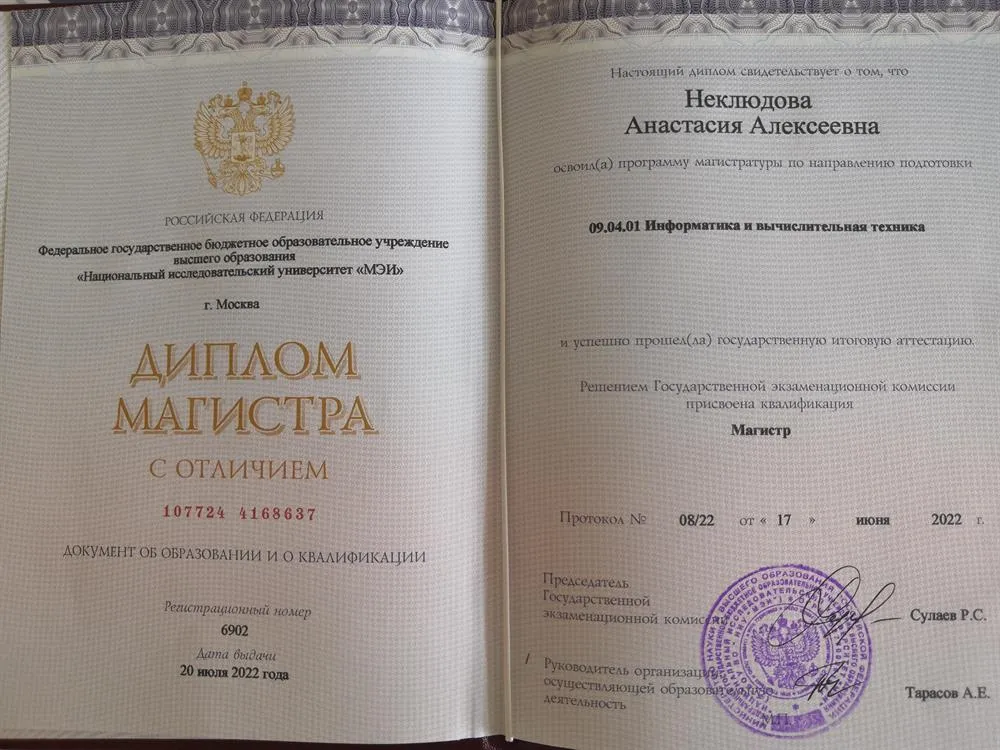 РОССИЙСКАЯ ФЕДЕРАЦИЯ
Федеральное государственное бюджетное образовательное учреждение
высшего образования
«Национальный исследовательский университет «МЭИ»
г. Москва
ДИПЛОМ
МАГИСТРА
С ОТЛИЧИЕМ
107724 4168637
ДОКУМЕНТ ОБ ОБРАЗОВАНИИ И О КВАЛИФИКАЦИИ
Регистрационный номер
6902
Дата выдачи
20 июля 2022 года
Настоящий диплом свидетельствует о том, что
Неклюдова
Анастасия Алексеевна
освоил(а) программу магистратуры по направлению подготовки
09.04.01 Информатика и вычислительная техника
и успешно прошел(ла) государственную итоговую аттестацию.
Решением Государственной экзаменационной комиссии
присвоена квалификация
Магистр
Протокол № 08/22 от « 17 » июня 2022 г.
Председатель
Государственной
экзаменационной комиссии Сулаев Р.С.
/ Руководитель организации,
осуществляющей образовательную Тарасов А.Е.
деятельность
М.П.